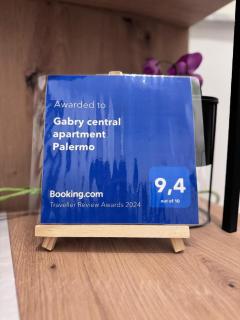 Awarded to
Gabry central
apartment
Palermo
Booking.com
Traveller Review Awards 2024
9,4
out of 10